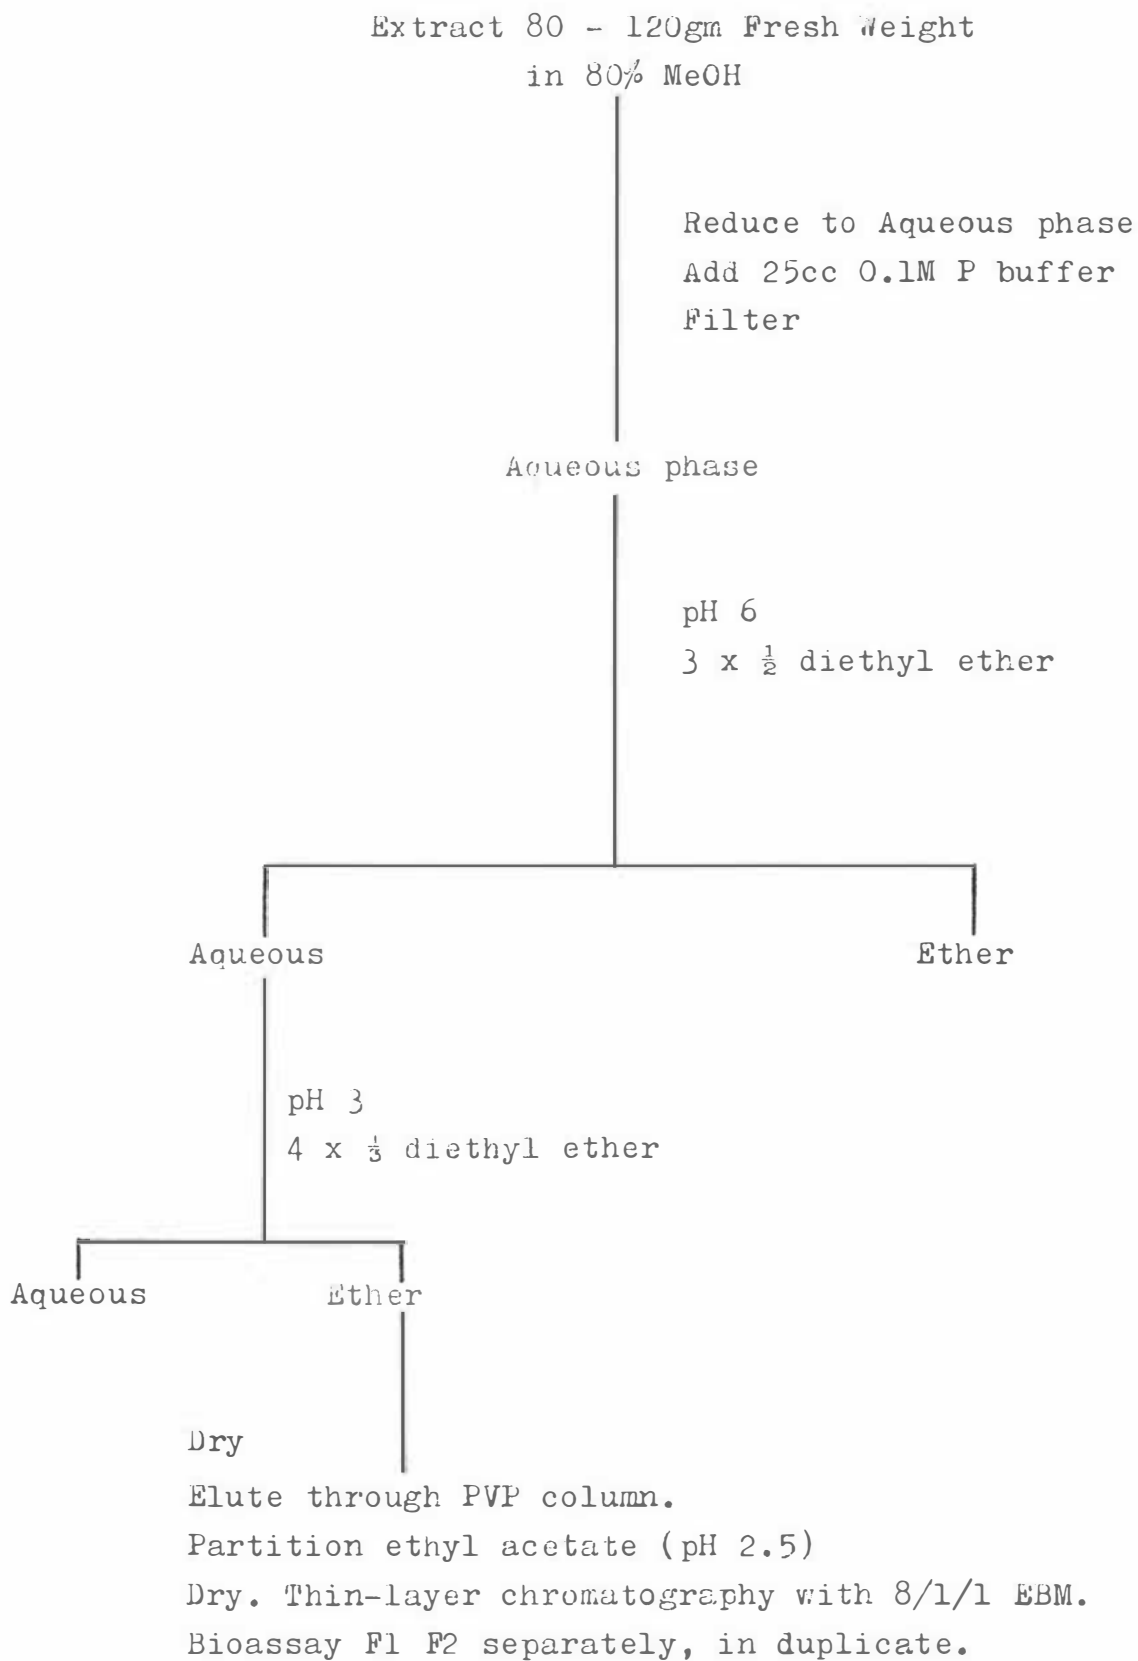 Extract 80 - 120gm Fresh Weight
in 80% MeOH
Reduce to Aqueous phase
Add 25cc 0.1M P buffer
Filter
Aqueous phase
pH 6
3 x ½ diethyl ether
Aqueous
Ether
pH 3
4 x ⅓ diethyl ether
Aqueous
Ether
Dry
Elute through PVP column.
Partition ethyl acetate (pH 2.5)
Dry. Thin-layer chromatography with 8/1/1 EBM.
Bioassay F1 F2 separately, in duplicate.